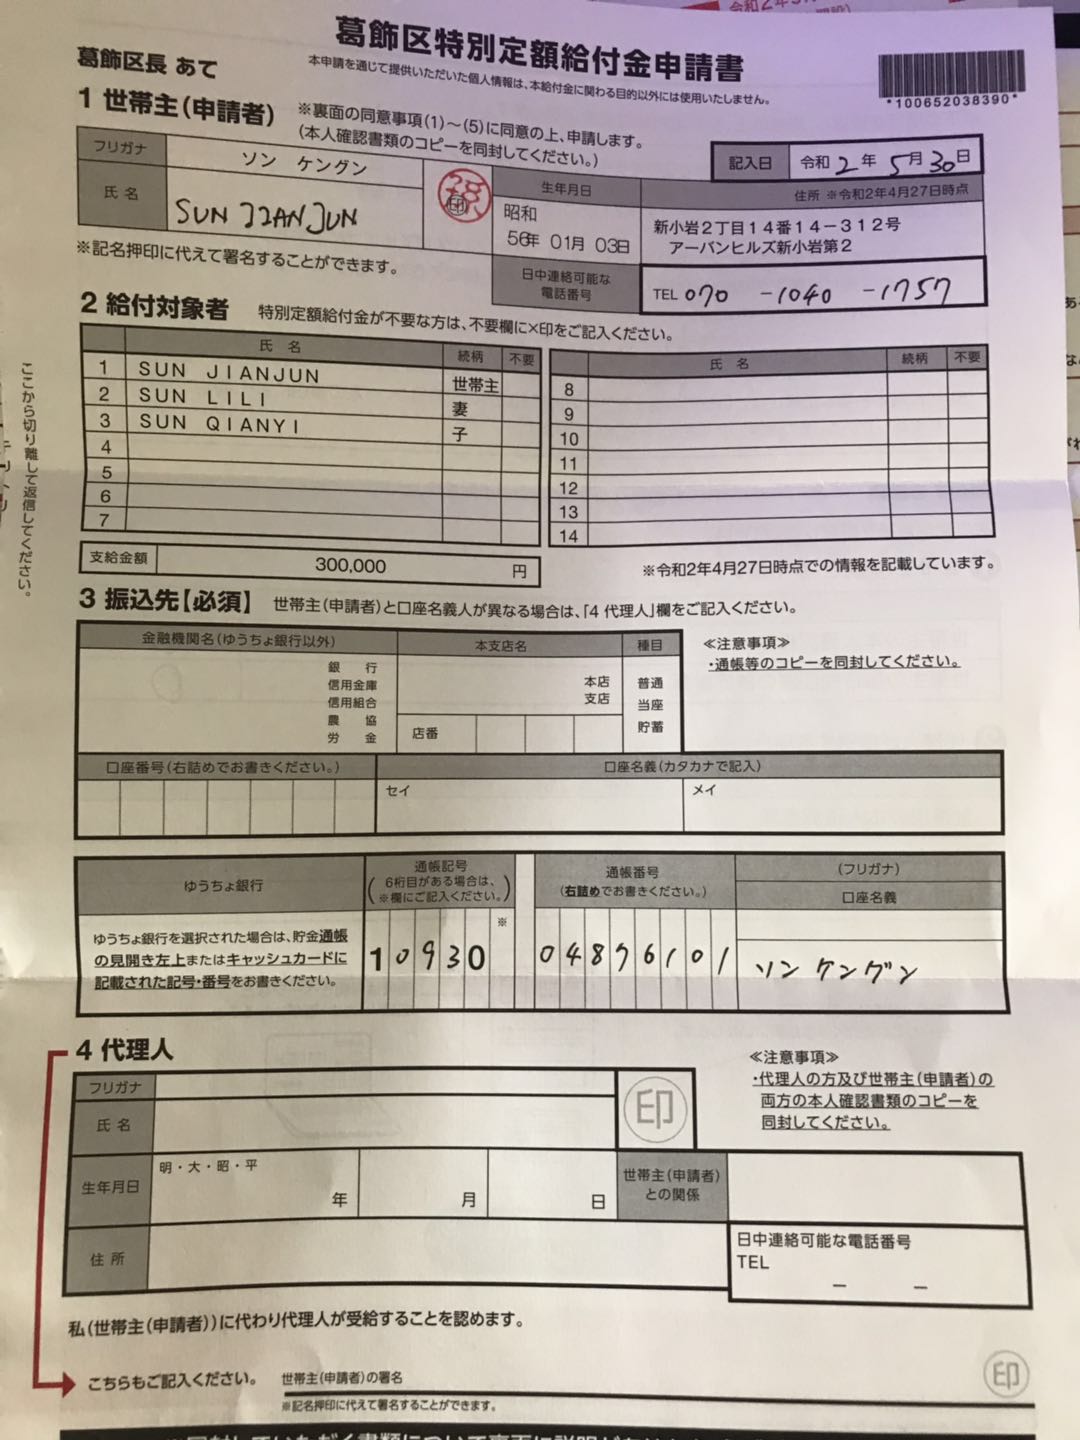 葛飾区特別定額給付金申請書
本申請を通じて提供いただいた個人情報は、本給付金に関わる目的以外には使用いたしません。
*100652038390*
葛飾区長 あて
1 世帯主(申請者)
※裏面の同意事項(1)~(5)に同意の上、申請します。
(本人確認書類のコピーを同封してください。)
記入日 令和 2 年 5月 30日
フリガナ ソン ケングン
氏 名 SUN JIANJUN 印
生年月日
昭和
56年 01月 03日
住所 ※令和2年4月27日時点
新小岩2丁目14番14-312号
アーバンヒルズ新小岩第2
※記名押印に代えて署名することができます。
日中連絡可能な
電話番号
TEL 070 -1040 -1757
2 給付対象者 特別定額給付金が不要な方は、不要欄に×印をご記入ください。
氏 名 続柄 不要 氏 名 続柄 不要
1 SUN JIANJUN 世帯主 8
2 SUN LILI 妻 9
3 SUN QIANYI 子 10
4 11
5 12
6 13
7 14
支給金額 300,000 円
※令和2年4月27日時点での情報を記載しています。
3 振込先【必須】 世帯主(申請者)と口座名義人が異なる場合は、「4 代理人」欄をご記入ください。
金融機関名(ゆうちょ銀行以外) 本支店名 種目
銀 行
信用金庫
信用組合
農 協
労 金
本店
支店
店番
普通
当座
貯蓄
≪注意事項≫
・通帳等のコピーを同封してください。
口座番号(右詰めでお書きください。) 口座名義(カタカナで記入)
セイ メイ
ゆうちょ銀行
通帳記号
(6桁目がある場合は、
※欄にご記入ください。)
通帳番号
(右詰めでお書きください。)
(フリガナ)
口座名義
ゆうちょ銀行を選択された場合は、貯金通帳
の見開き左上またはキャッシュカードに
記載された記号・番号をお書きください。
※
10930 04876101 ソン ケングン
4 代理人
フリガナ
氏 名
印
≪注意事項≫
・代理人の方及び世帯主(申請者)の
両方の本人確認書類のコピーを
同封してください。
生年月日 明・大・昭・平 年 月 日
世帯主(申請者)
との関係
住 所
日中連絡可能な電話番号
TEL
－ －
私(世帯主(申請者))に代わり代理人が受給することを認めます。
こちらもご記入ください。 世帯主(申請者)の署名 印
※記名押印に代えて署名することができます。
ここから切り離して返信してください。